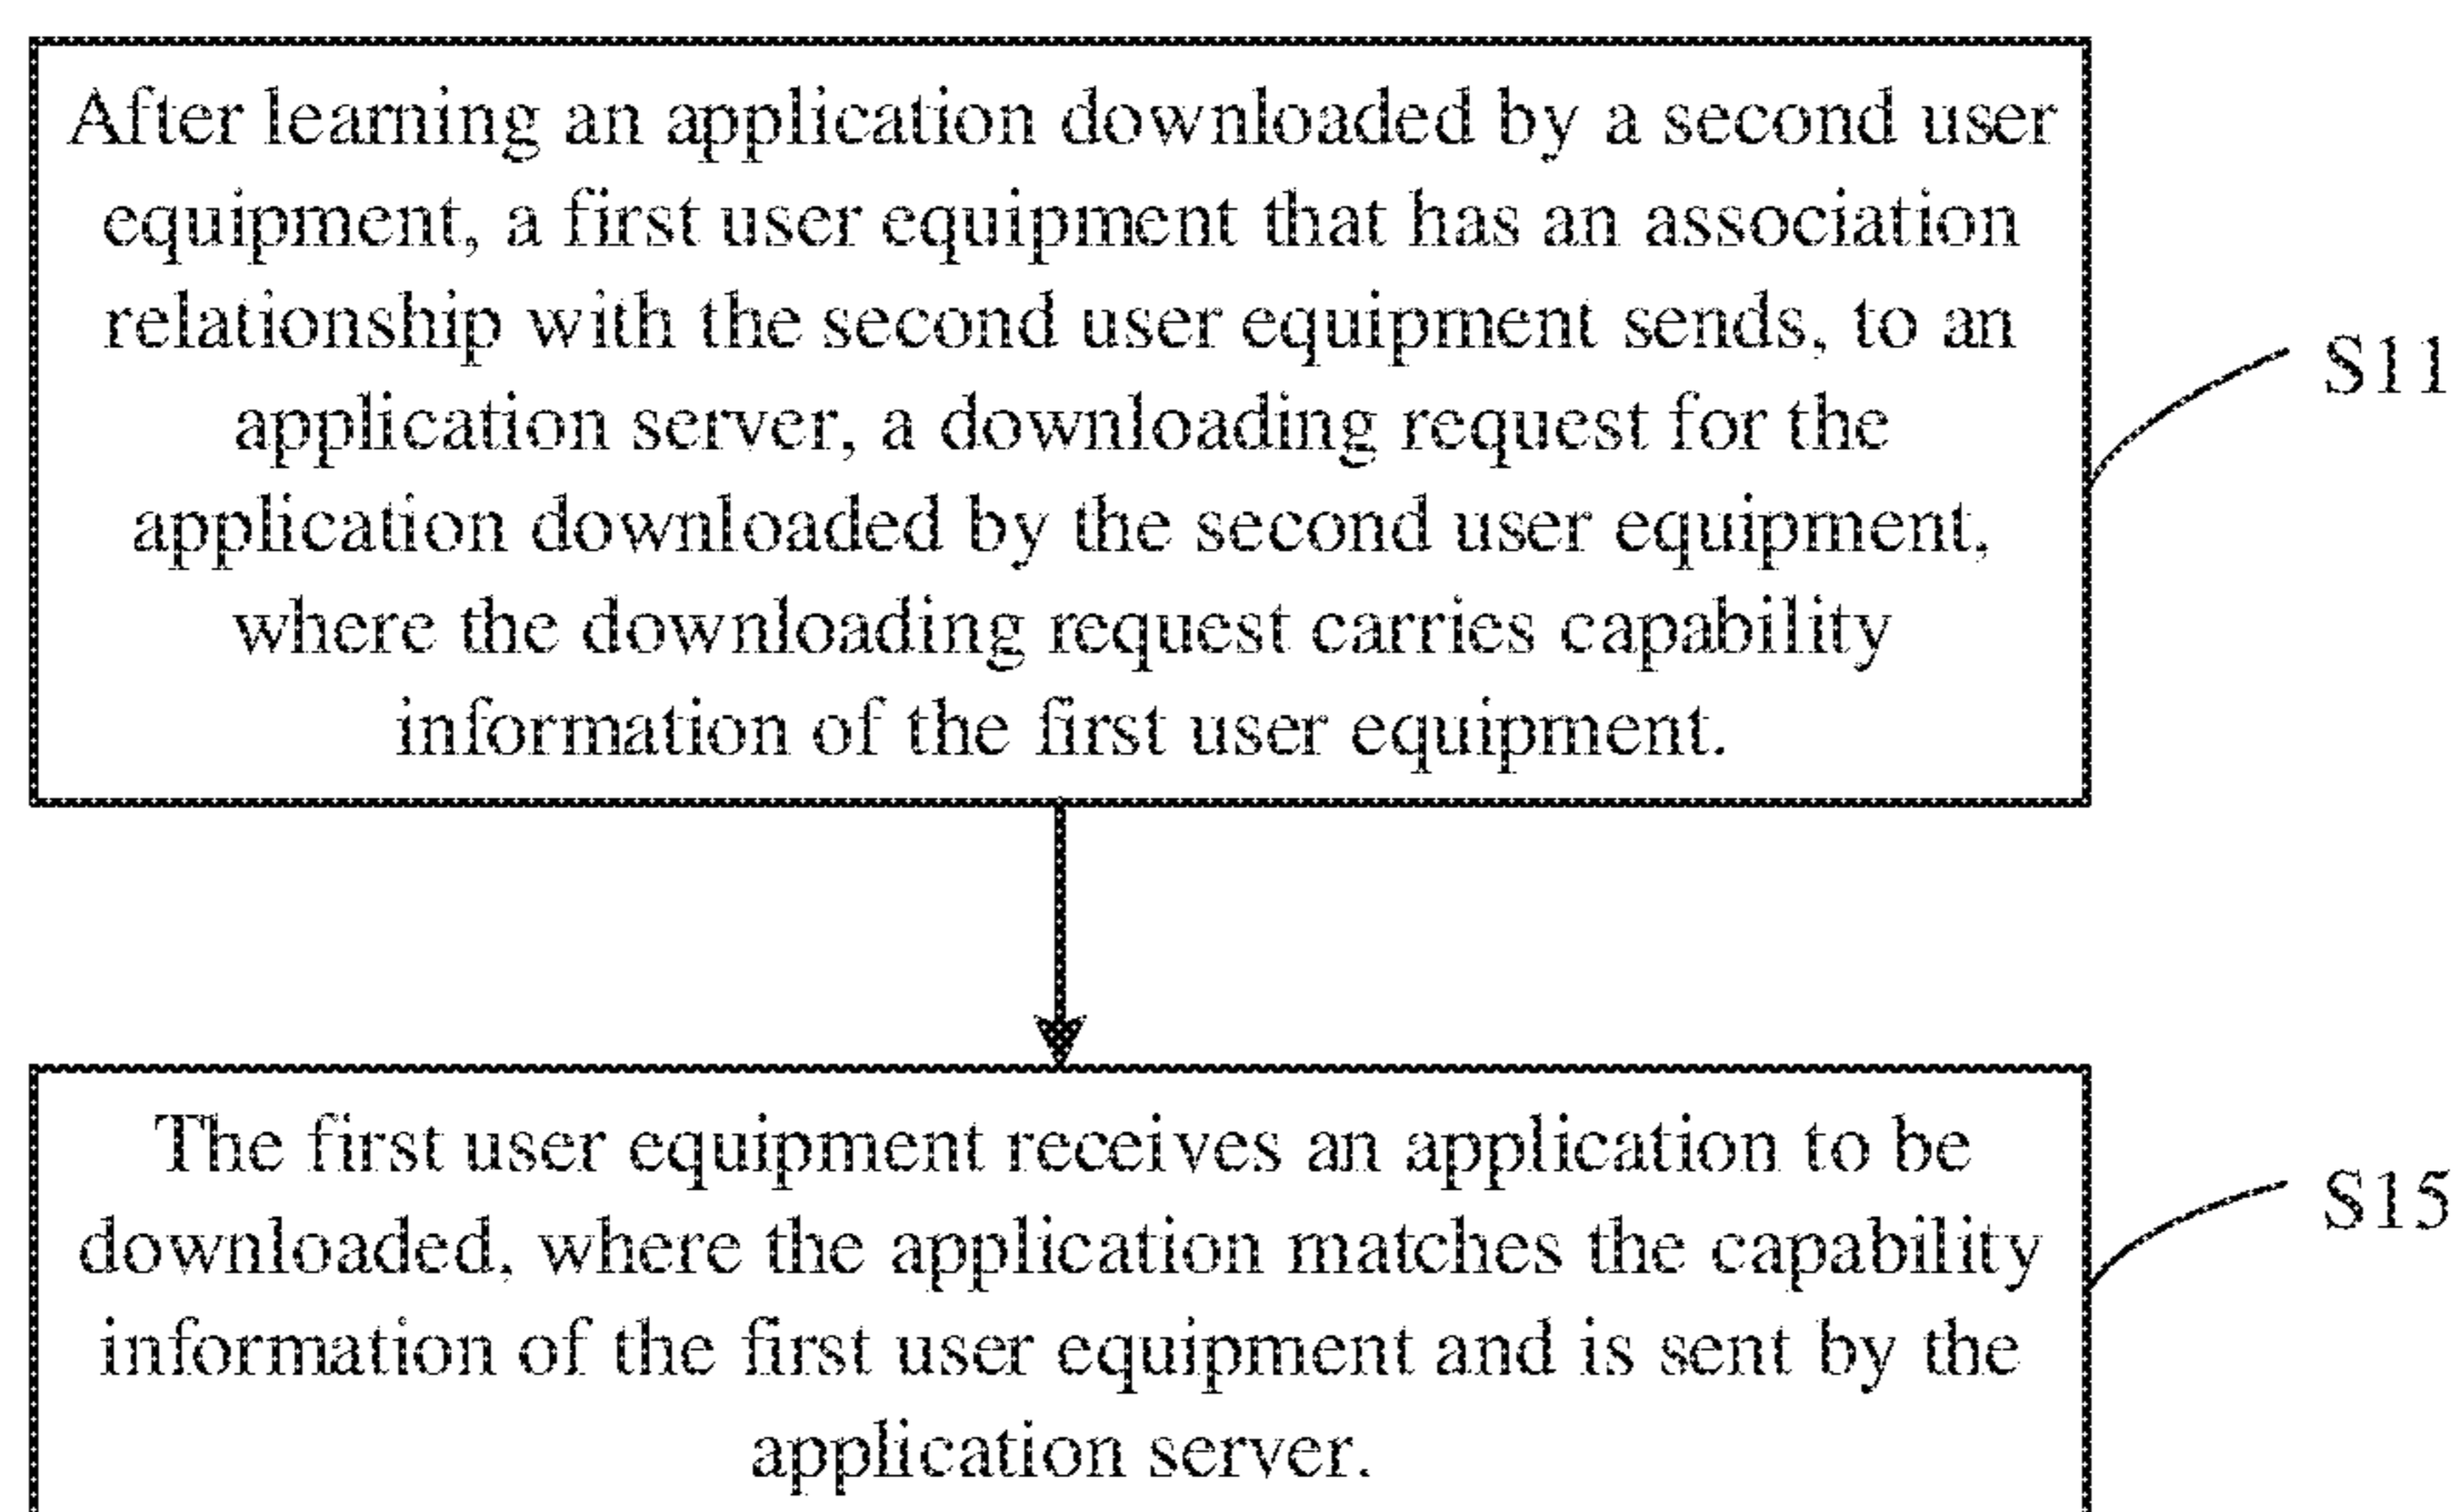 After learning an application downloaded by a second user
equipment, a first user equipment that has an association
relationship with the second user equipment sends, to an
application server, a downloading request for the
application downloaded by the second user equipment,
where the downloading request carries capability
information of the first user equipment.
S11
The first user equipment receives an application to be
downloaded, where the application matches the capability
information of the first user equipment and is sent by the
application server.
S15